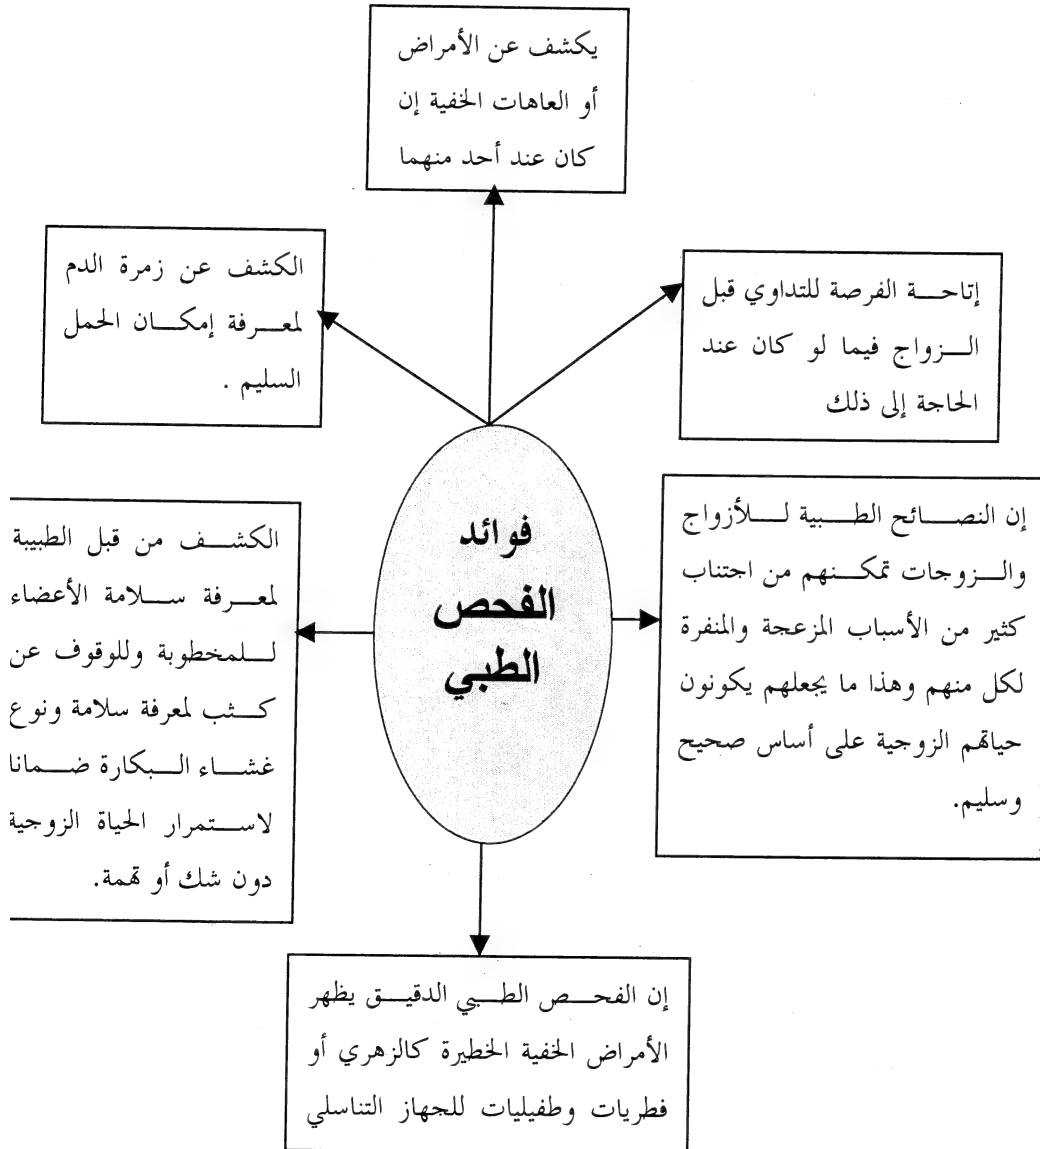 يكشف عن الأمراض
أو العاهات الخفية إن
كان عند أحد منهما
إتاحة الفرصة للتداوي قبل
الزواج فيما لو كان عند
الحاجة إلى ذلك
الكشف عن زمرة الدم
لمعرفة إمكان الحمل
السليم .
فوائد
الفحص
الطبي
إن النصائح الطبية للأزواج
والزوجات تمكنهم من اجتناب
كثير من الأسباب المزعجة والمنفرة
لكل منهم وهذا ما يجعلهم يكونون
حياتهم الزوجية على أساس صحيح
وسليم.
الكشف من قبل الطبيبة
لمعرفة سلامة الأعضاء
للمخطوبة وللوقوف عن
كثب لمعرفة سلامة ونوع
غشاء البكارة ضمانا
لاستمرار الحياة الزوجية
دون شك أو تهمة.
إن الفحص الطبي الدقيق يظهر
الأمراض الخفية الخطيرة كالزهري أو
فطريات وطفيليات للجهاز التناسلي